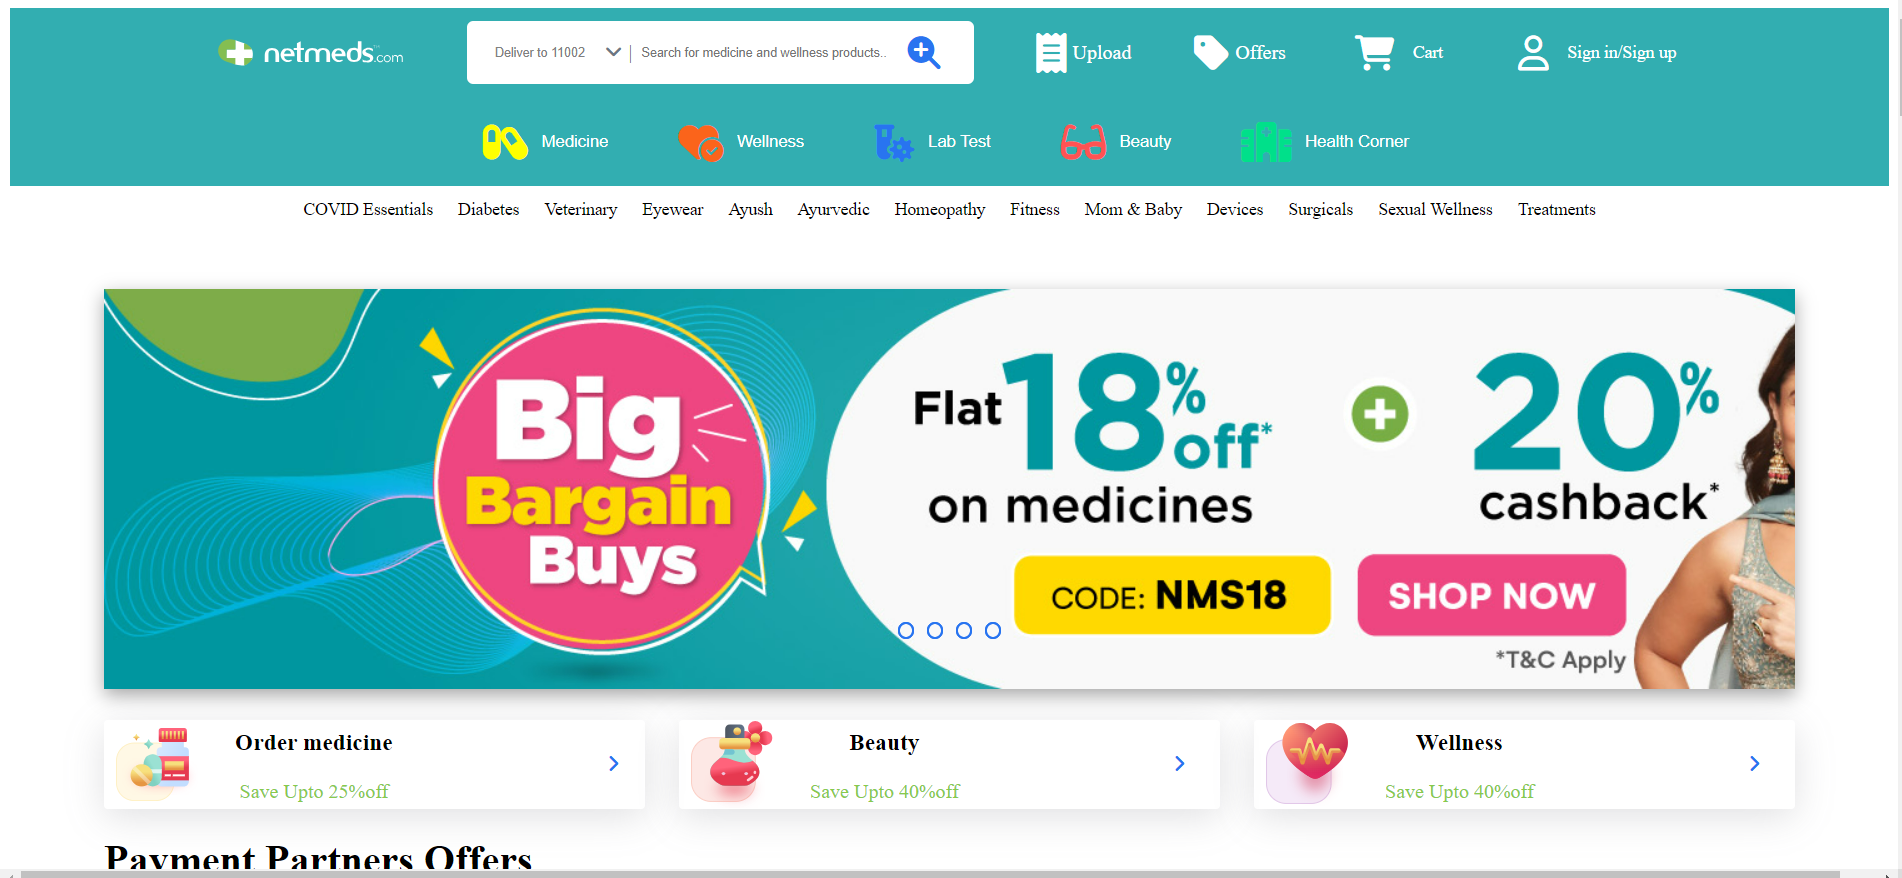 netmeds.com
Deliver to 11002 Search for medicine and wellness products..
Upload
Offers
Cart
Sign in/Sign up
Medicine
Wellness
Lab Test
Beauty
Health Corner
COVID Essentials Diabetes Veterinary Eyewear Ayush Ayurvedic Homeopathy Fitness Mom & Baby Devices Surgicals Sexual Wellness Treatments
Big
Bargain
Buys
Flat 18% off*
on medicines
20%
cashback*
CODE: NMS18
SHOP NOW
*T&C Apply
Order medicine
Save Upto 25%off
Beauty
Save Upto 40%off
Wellness
Save Upto 40%off
Payment Partners Offers